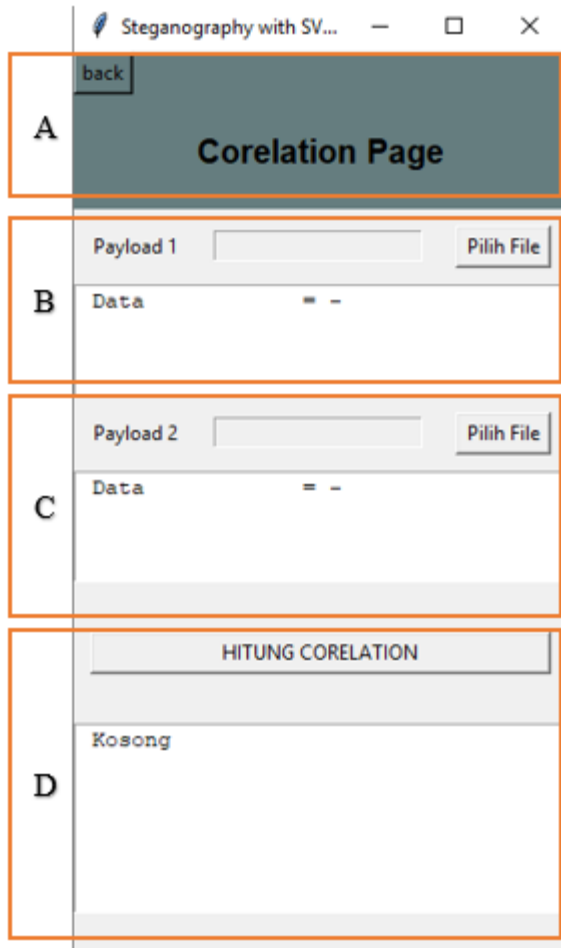 Steganography with SV...
back
A
Corelation Page
Payload 1 Pilih File
B
Data = -
Payload 2 Pilih File
Data = -
C
HITUNG CORELATION
Kosong
D